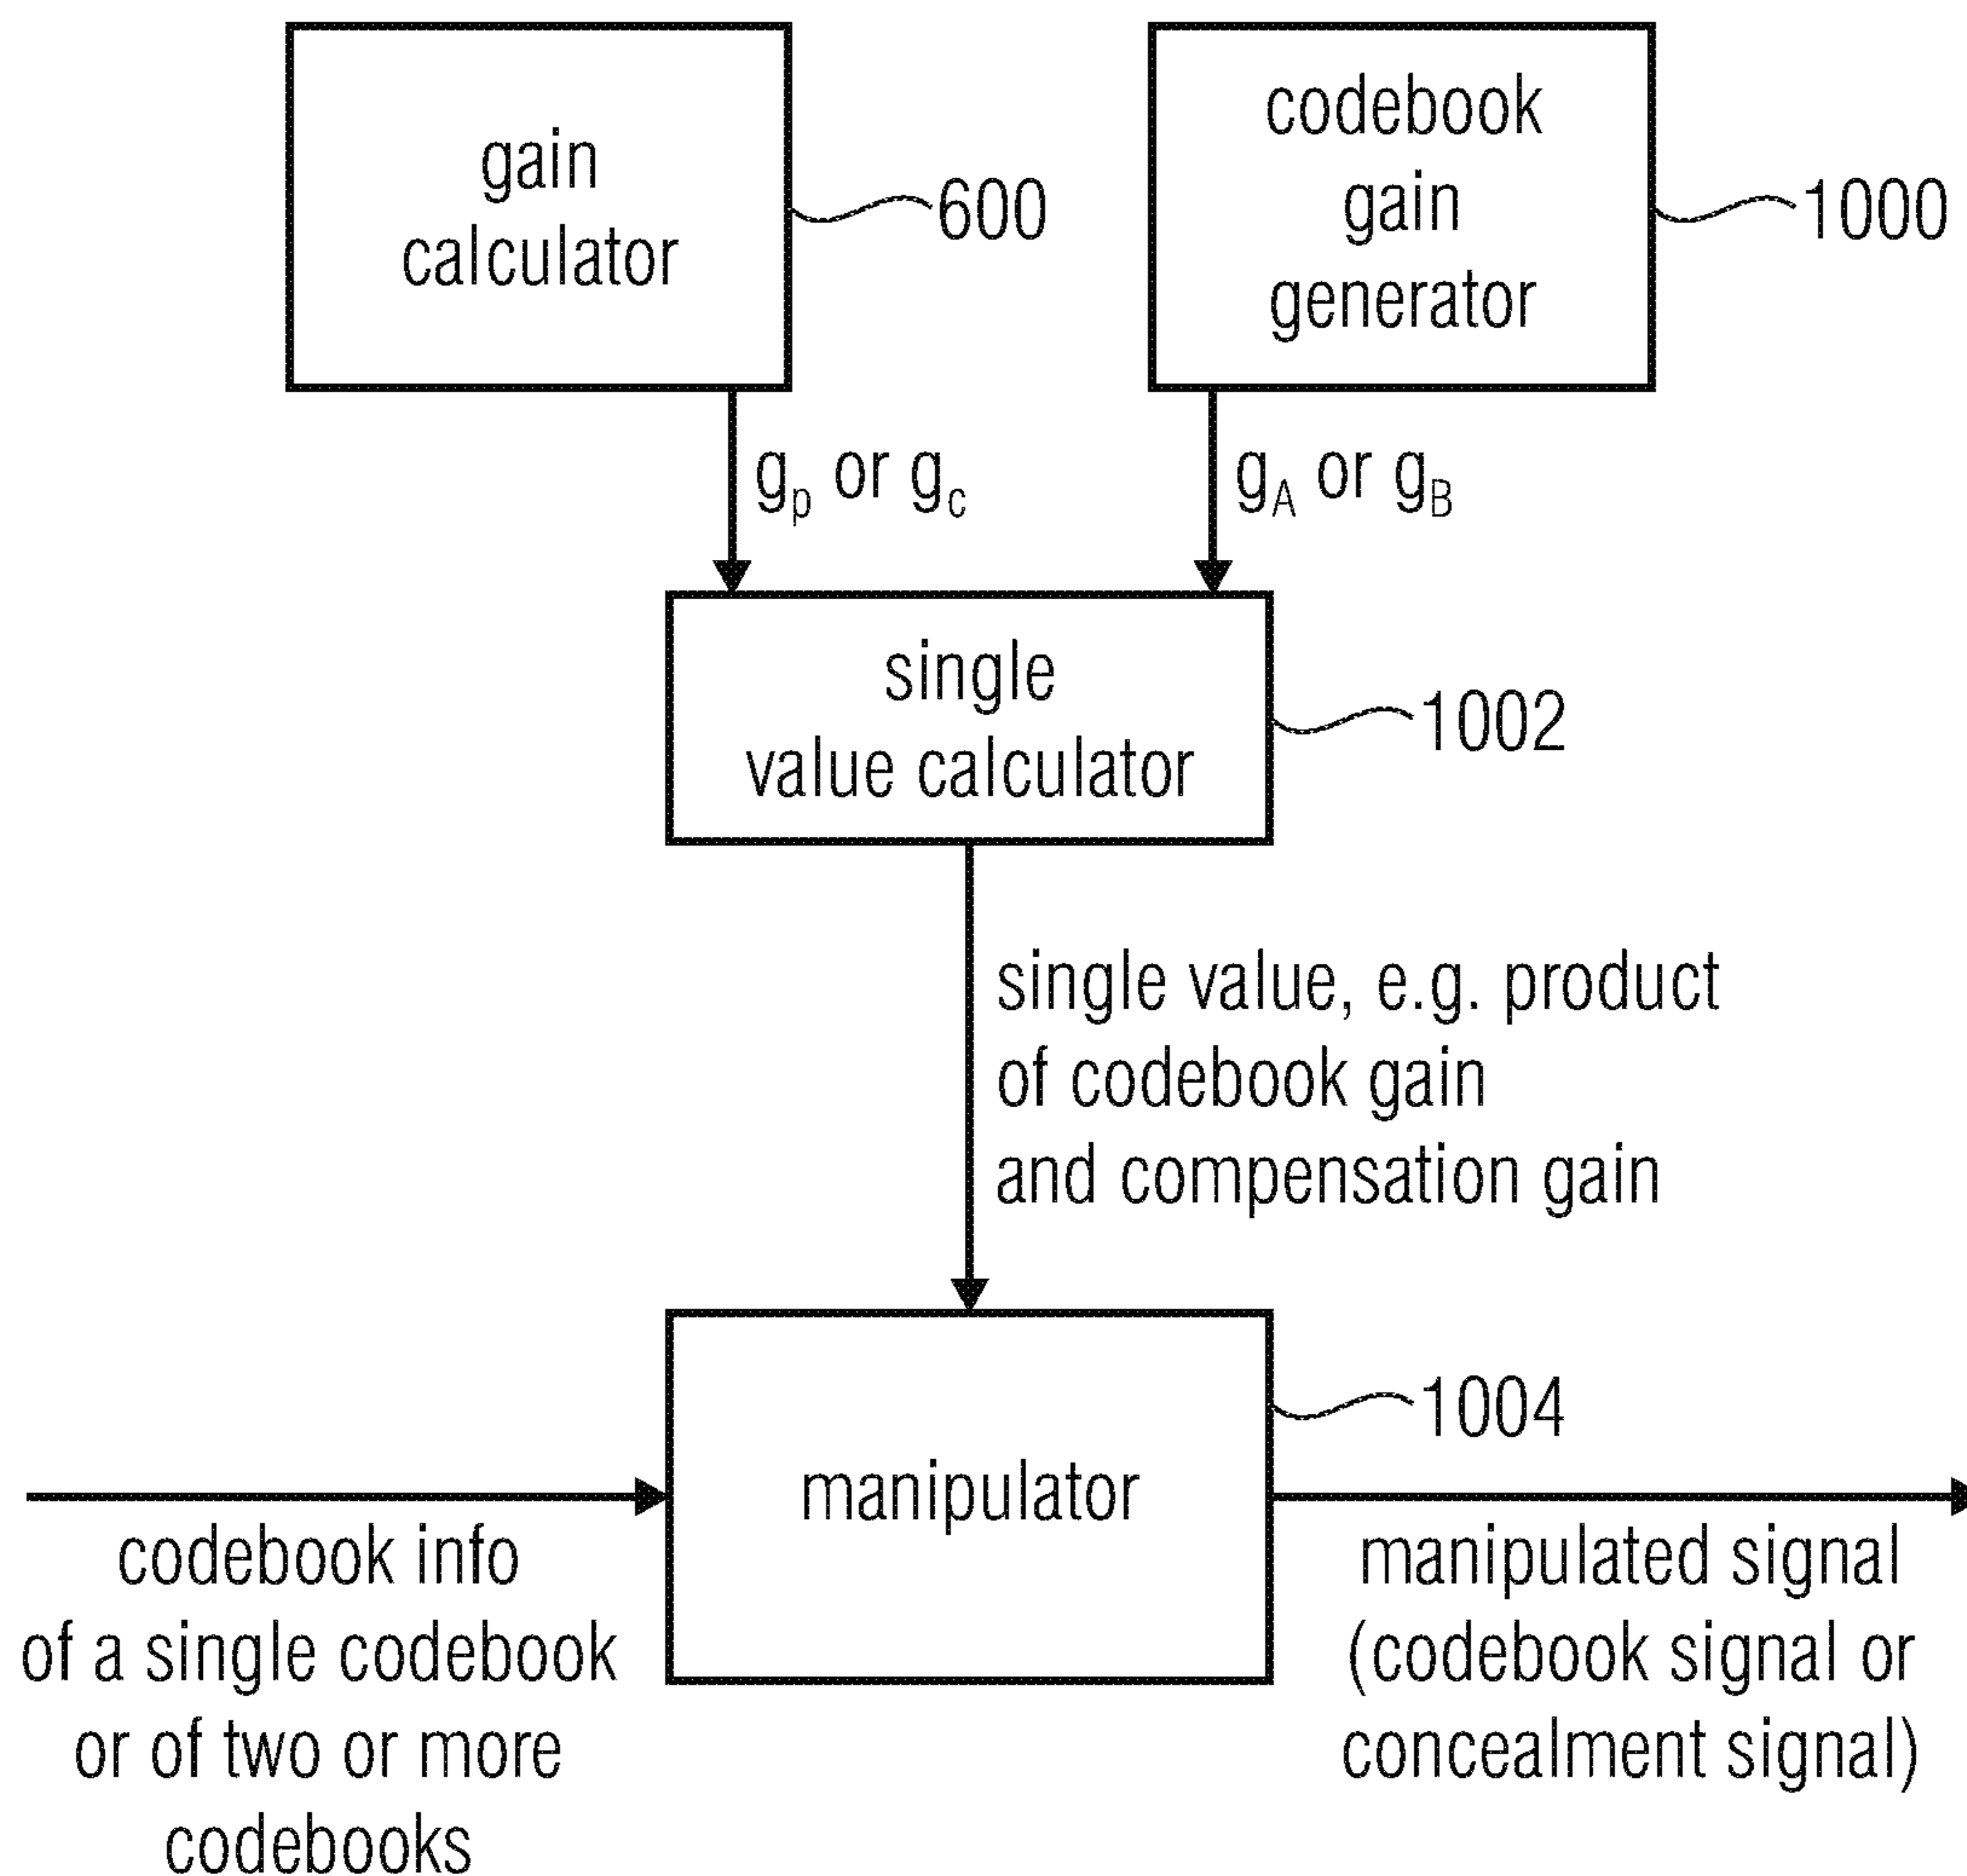 gain
calculator
600
codebook
gain
generator
1000
gp or gc
gA or gB
single
value calculator
1002
single value, e.g. product
of codebook gain
and compensation gain
manipulator
1004
codebook info
of a single codebook
or of two or more
codebooks
manipulated signal
(codebook signal or
concealment signal)